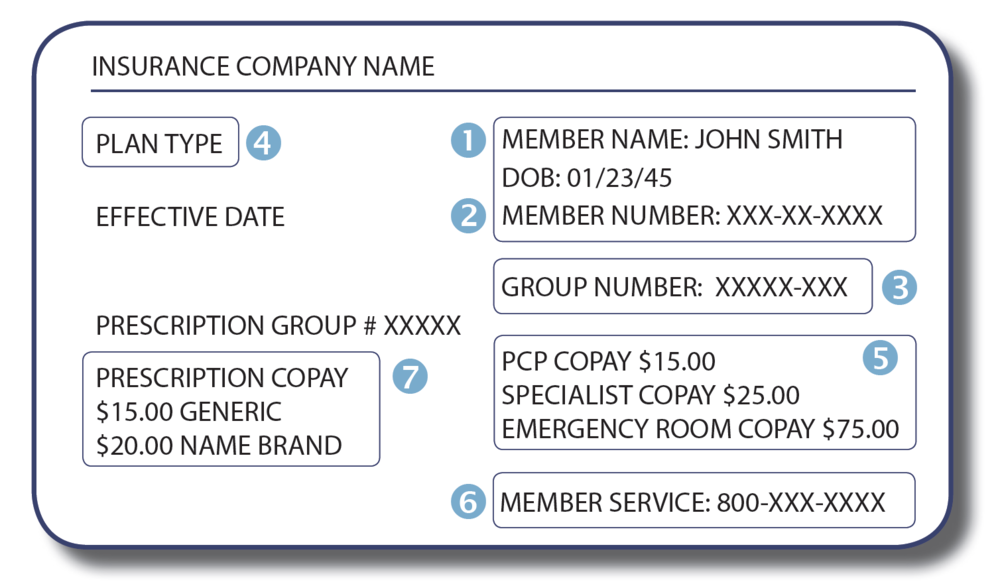 INSURANCE COMPANY NAME
PLAN TYPE
4
EFFECTIVE DATE
1
MEMBER NAME: JOHN SMITH
DOB: 01/23/45
2
MEMBER NUMBER: XXX-XX-XXXX
GROUP NUMBER: XXXXX-XXX
3
PRESCRIPTION GROUP # XXXXX
PRESCRIPTION COPAY
$15.00 GENERIC
$20.00 NAME BRAND
7
PCP COPAY $15.00
5
SPECIALIST COPAY $25.00
EMERGENCY ROOM COPAY $75.00
6
MEMBER SERVICE: 800-XXX-XXXX